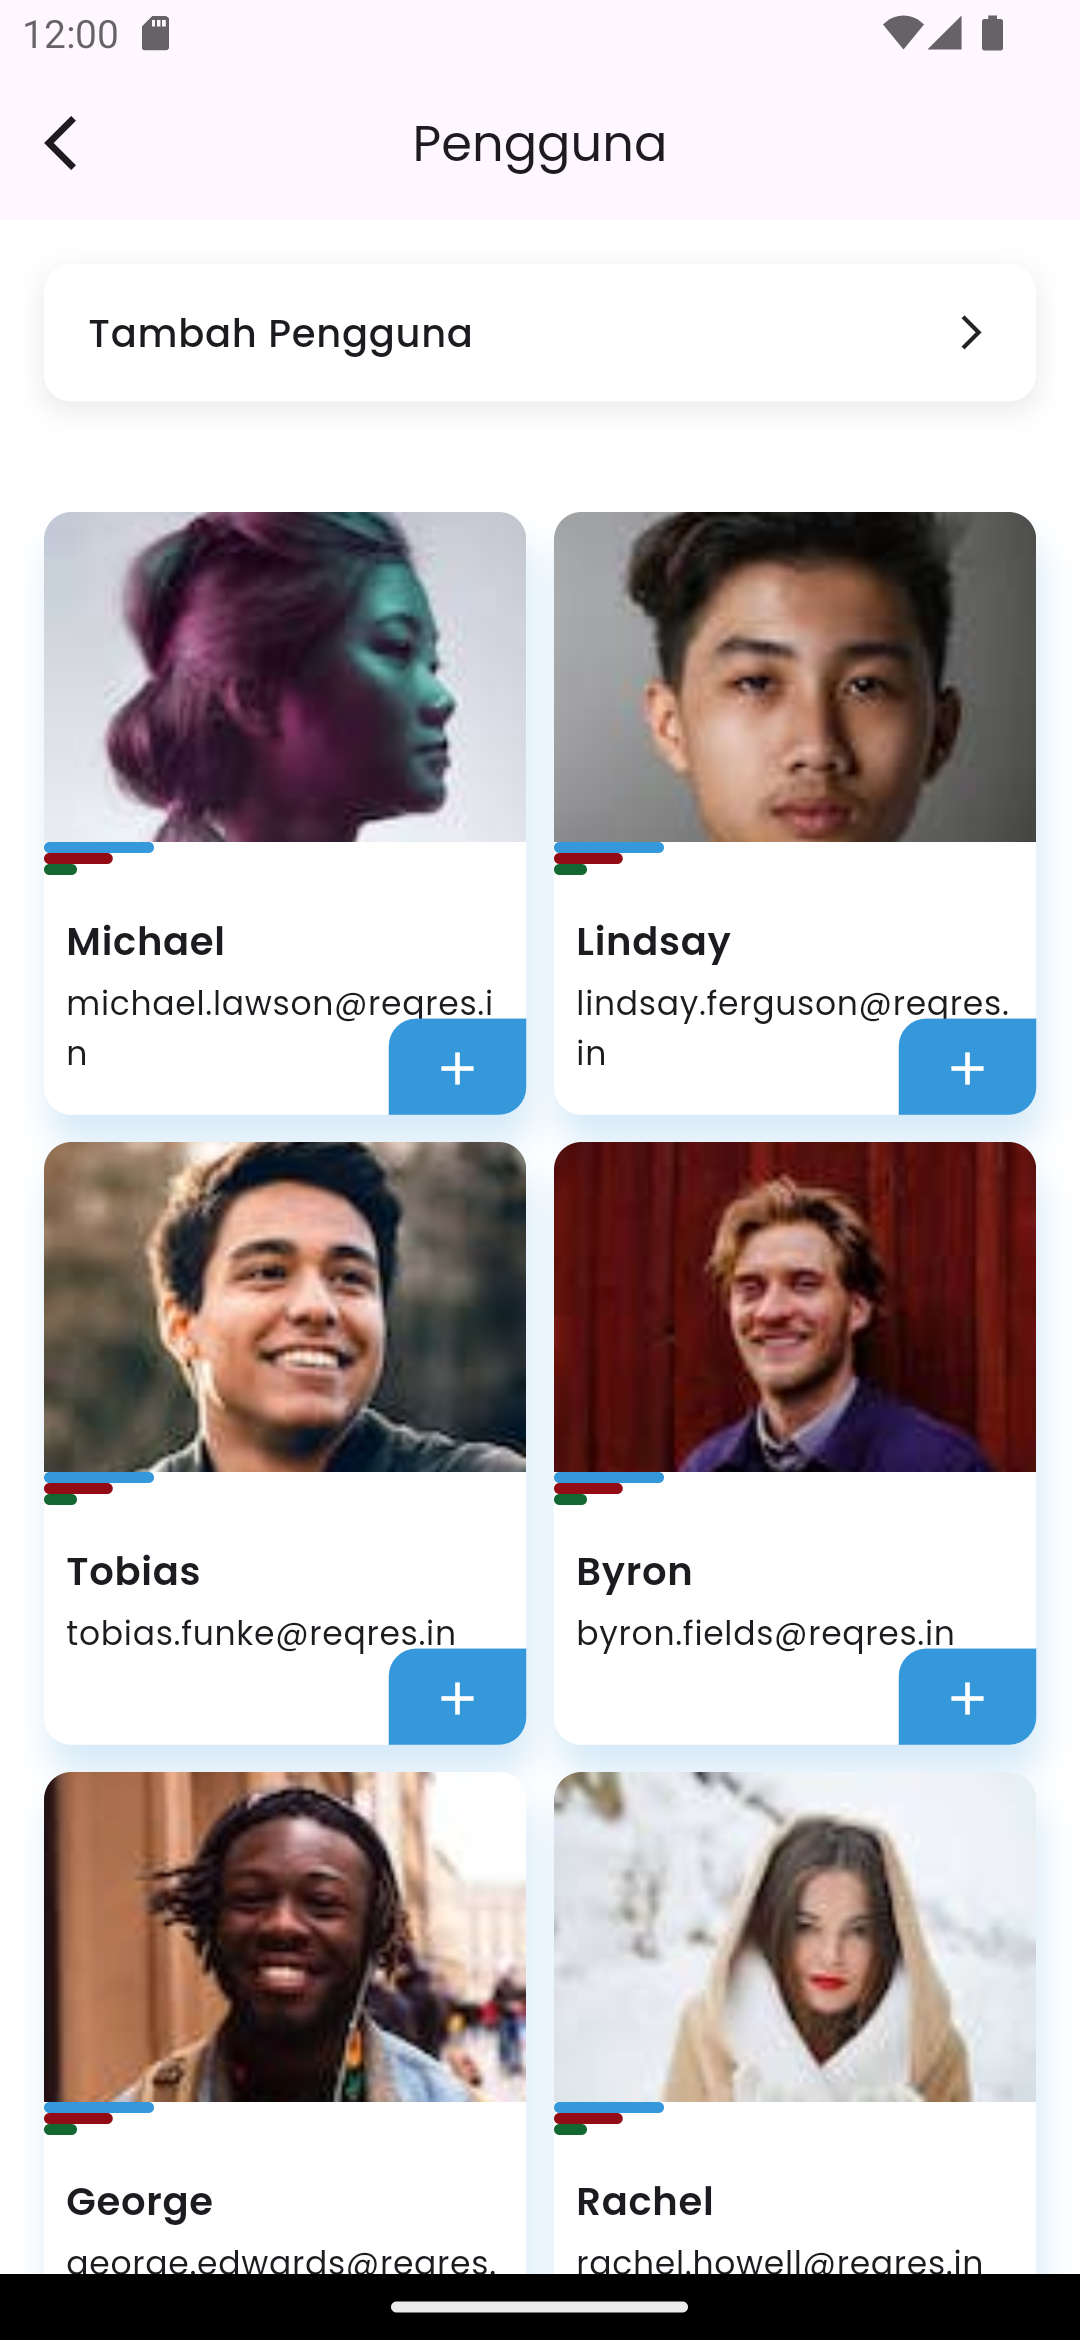 12:00
Pengguna
Tambah Pengguna
Michael
michael.lawson@reqres.i
n
Lindsay
lindsay.ferguson@reqres.
in
Tobias
tobias.funke@reqres.in
Byron
byron.fields@reqres.in
George
george.edwards@reqres.
Rachel
rachel.howell@reqres.in